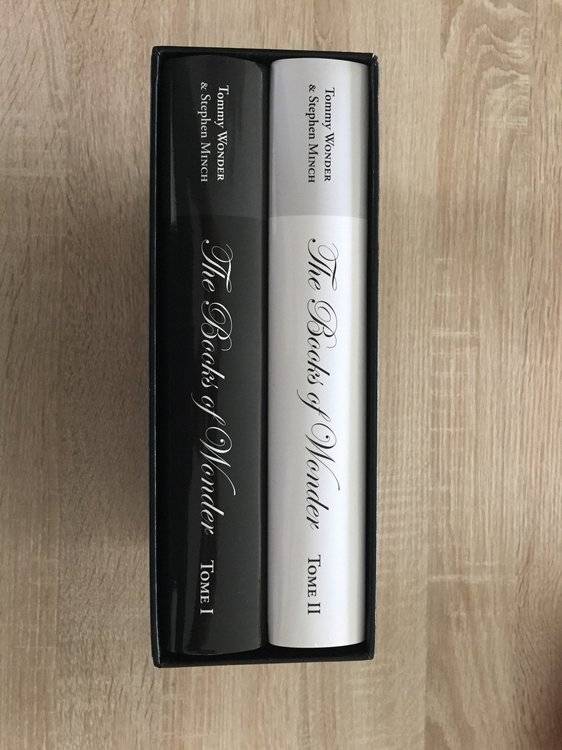 Tommy WONDER
& Stephen MINCH
The Books of Wonder
TOME I
Tommy WONDER
& Stephen MINCH
The Books of Wonder
TOME II